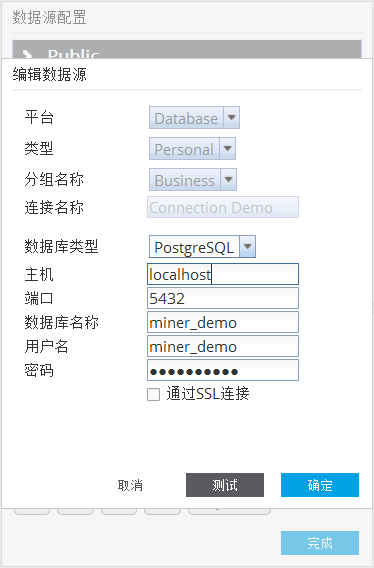 数据源配置
Public
编辑数据源
平台 Database
类型 Personal
分组名称 Business
连接名称 Connection Demo
数据库类型 PostgreSQL
主机 localhost
端口 5432
数据库名称 miner_demo
用户名 miner_demo
密码 ●●●●●●●●●●
通过SSL连接
取消 测试 确定
完成